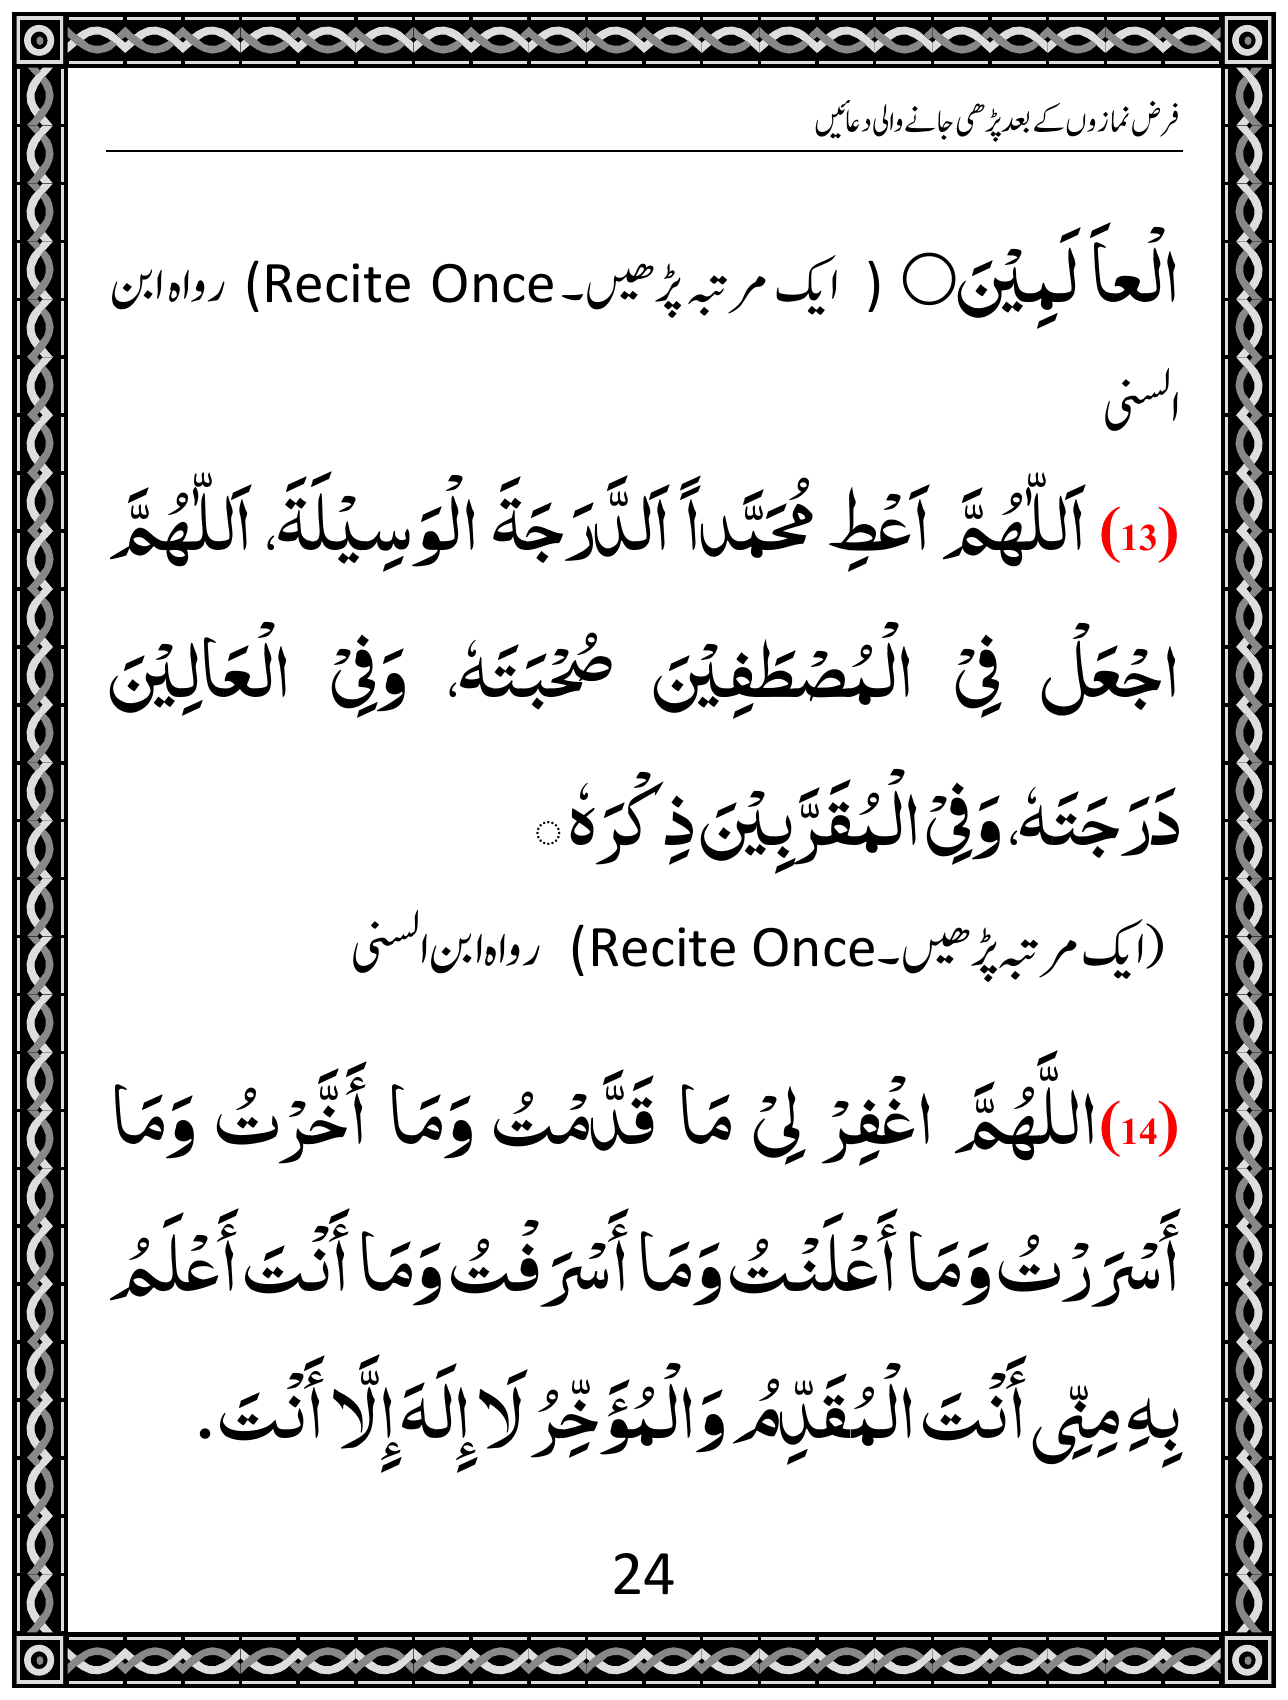 فرض نمازوں کے بعد پڑھی جانے والی دعائیں
الْعاَ لَمِيْنَ○ ( ایک مرتبہ پڑھیں۔Recite Once) رواہ ابن
السنی
(13) اَللّٰهُمَّ اَعْطِ مُحَمَّداً اَلدَّرَجَةَ الْوَسِيْلَةَ، اَللّٰهُمَّ
اجْعَلْ فِيْ الْمُصْطَفِيْنَ صُحْبَتَهٗ، وَفِيْ الْعَالِيْنَ
دَرَجَتَهٗ، وَفِيْ الْمُقَرَّبِيْنَ ذِكْرَهٗ ◌
(ایک مرتبہ پڑھیں۔Recite Once) رواہ ابن السنی
(14)اللَّهُمَّ اغْفِرْ لِيْ مَا قَدَّمْتُ وَمَا أَخَّرْتُ وَمَا
أَسْرَرْتُ وَمَا أَعْلَنْتُ وَمَا أَسْرَفْتُ وَمَا أَنْتَ أَعْلَمُ
بِهِ مِنِّي أَنْتَ الْمُقَدِّمُ وَالْمُؤَخِّرُ لَا إِلَهَ إِلَّا أَنْتَ.
24